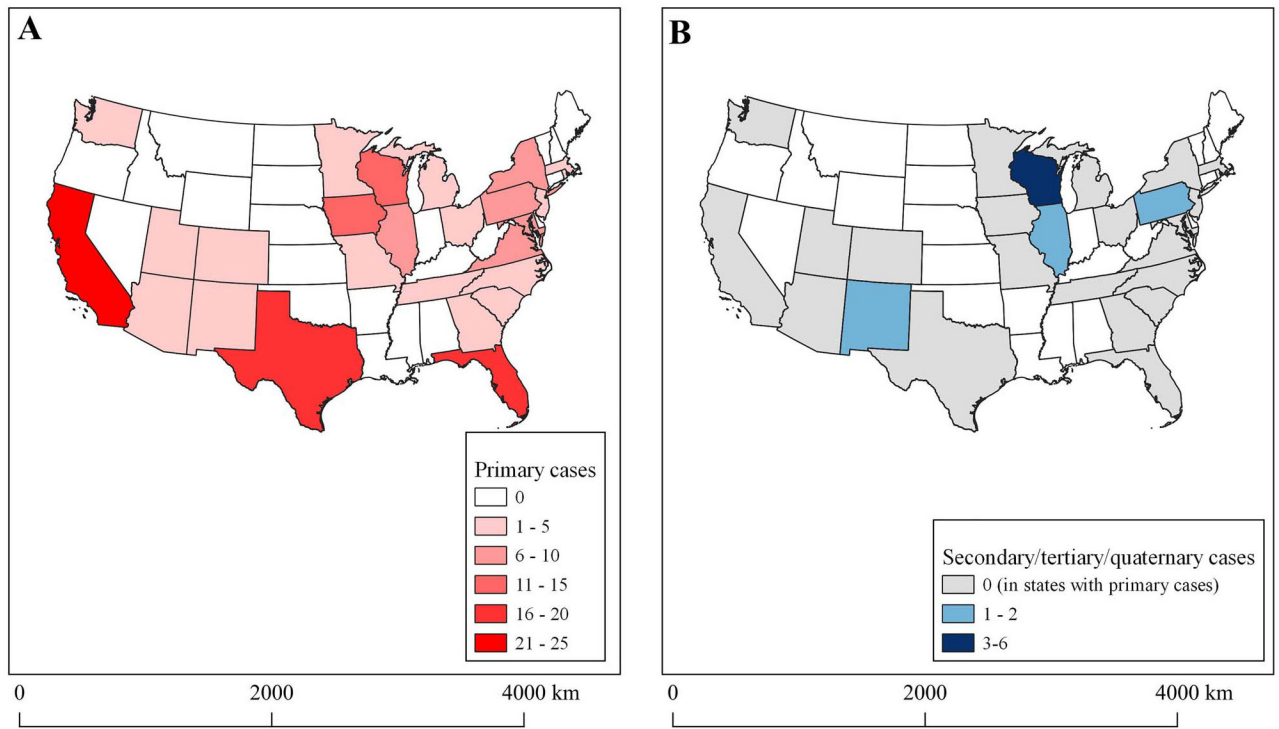 A
Primary cases
0
1 - 5
6 - 10
11 - 15
16 - 20
21 - 25
0 2000 4000 km
B
Secondary/tertiary/quaternary cases
0 (in states with primary cases)
1 - 2
3-6
0 2000 4000 km